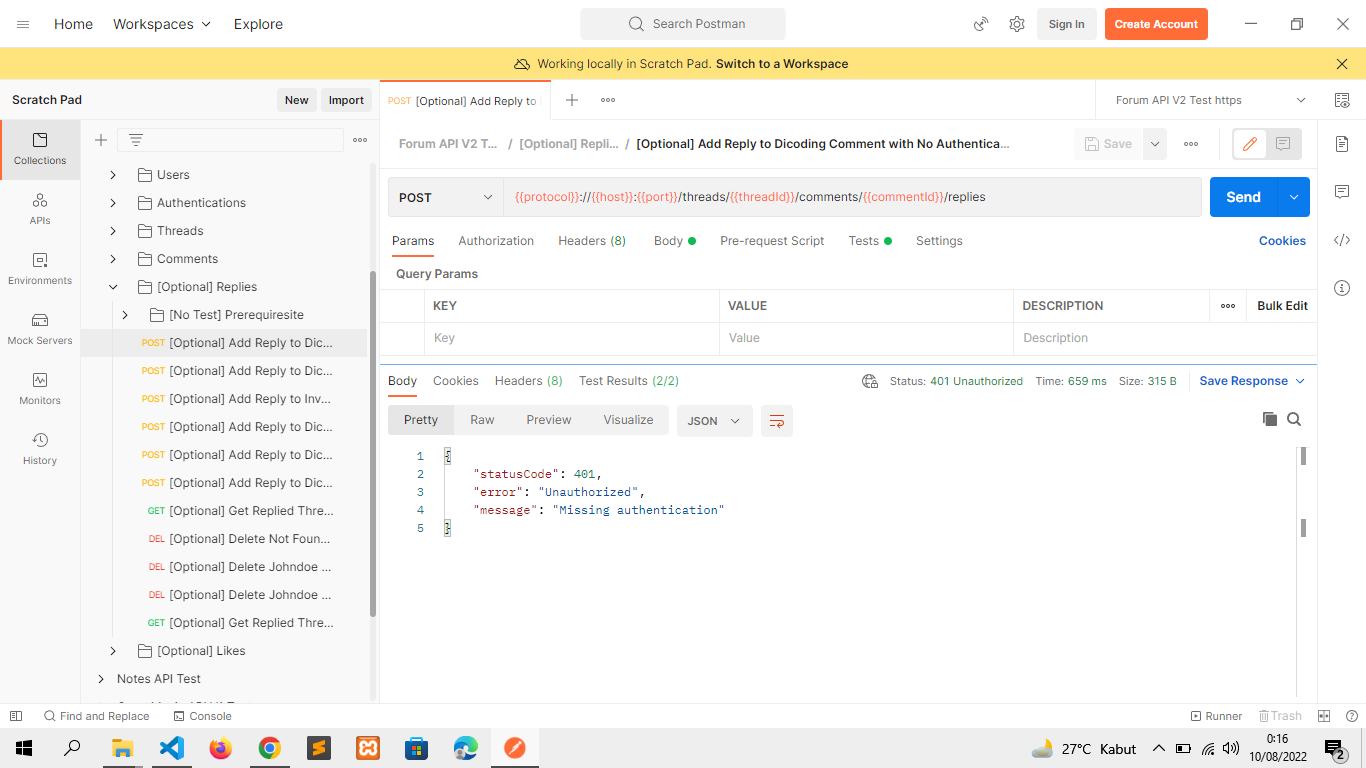 Home Workspaces Explore Search Postman Sign In Create Account
Working locally in Scratch Pad. Switch to a Workspace
Scratch Pad New Import POST [Optional] Add Reply to Forum API V2 Test https
Collections
APIs
Environments
Mock Servers
Monitors
History
Users
Authentications
Threads
Comments
[Optional] Replies
[No Test] Prerequiresite
POST [Optional] Add Reply to Dic...
POST [Optional] Add Reply to Dic...
POST [Optional] Add Reply to Inv...
POST [Optional] Add Reply to Dic...
POST [Optional] Add Reply to Dic...
POST [Optional] Add Reply to Dic...
GET [Optional] Get Replied Thre...
DEL [Optional] Delete Not Foun...
DEL [Optional] Delete Johndoe ...
DEL [Optional] Delete Johndoe ...
GET [Optional] Get Replied Thre...
[Optional] Likes
Notes API Test
Forum API V2 T... / [Optional] Repli... / [Optional] Add Reply to Dicoding Comment with No Authentica... Save
POST {{protocol}}://{{host}}:{{port}}/threads/{{threadId}}/comments/{{commentId}}/replies Send
Params Authorization Headers (8) Body Pre-request Script Tests Settings Cookies
Query Params
KEY VALUE DESCRIPTION Bulk Edit
Key Value Description
Body Cookies Headers (8) Test Results (2/2) Status: 401 Unauthorized Time: 659 ms Size: 315 B Save Response
Pretty Raw Preview Visualize JSON
1 {
2 "statusCode": 401,
3 "error": "Unauthorized",
4 "message": "Missing authentication"
5 }
Find and Replace Console Runner Trash
27°C Kabut 0:16
10/08/2022 2